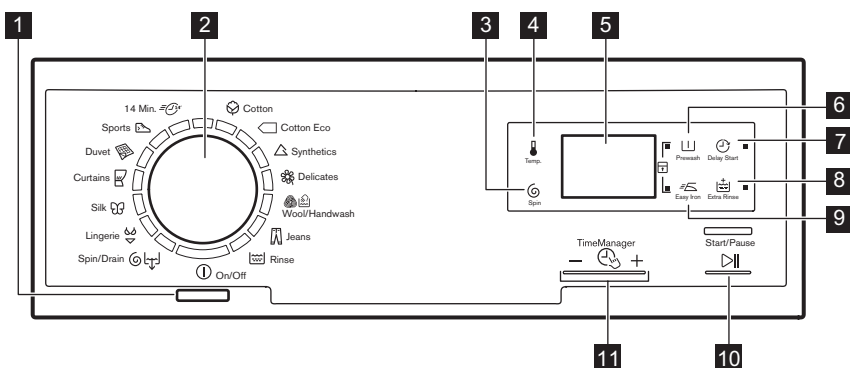 1
2
3
4
5
6
7
8
9
10
11
14 Min.
Sports
Duvet
Curtains
Silk
Lingerie
Spin/Drain
On/Off
Cotton
Cotton Eco
Synthetics
Delicates
Wool/Handwash
Jeans
Rinse
Temp.
Spin
Prewash
Delay Start
Easy Iron
Extra Rinse
TimeManager
− +
Start/Pause